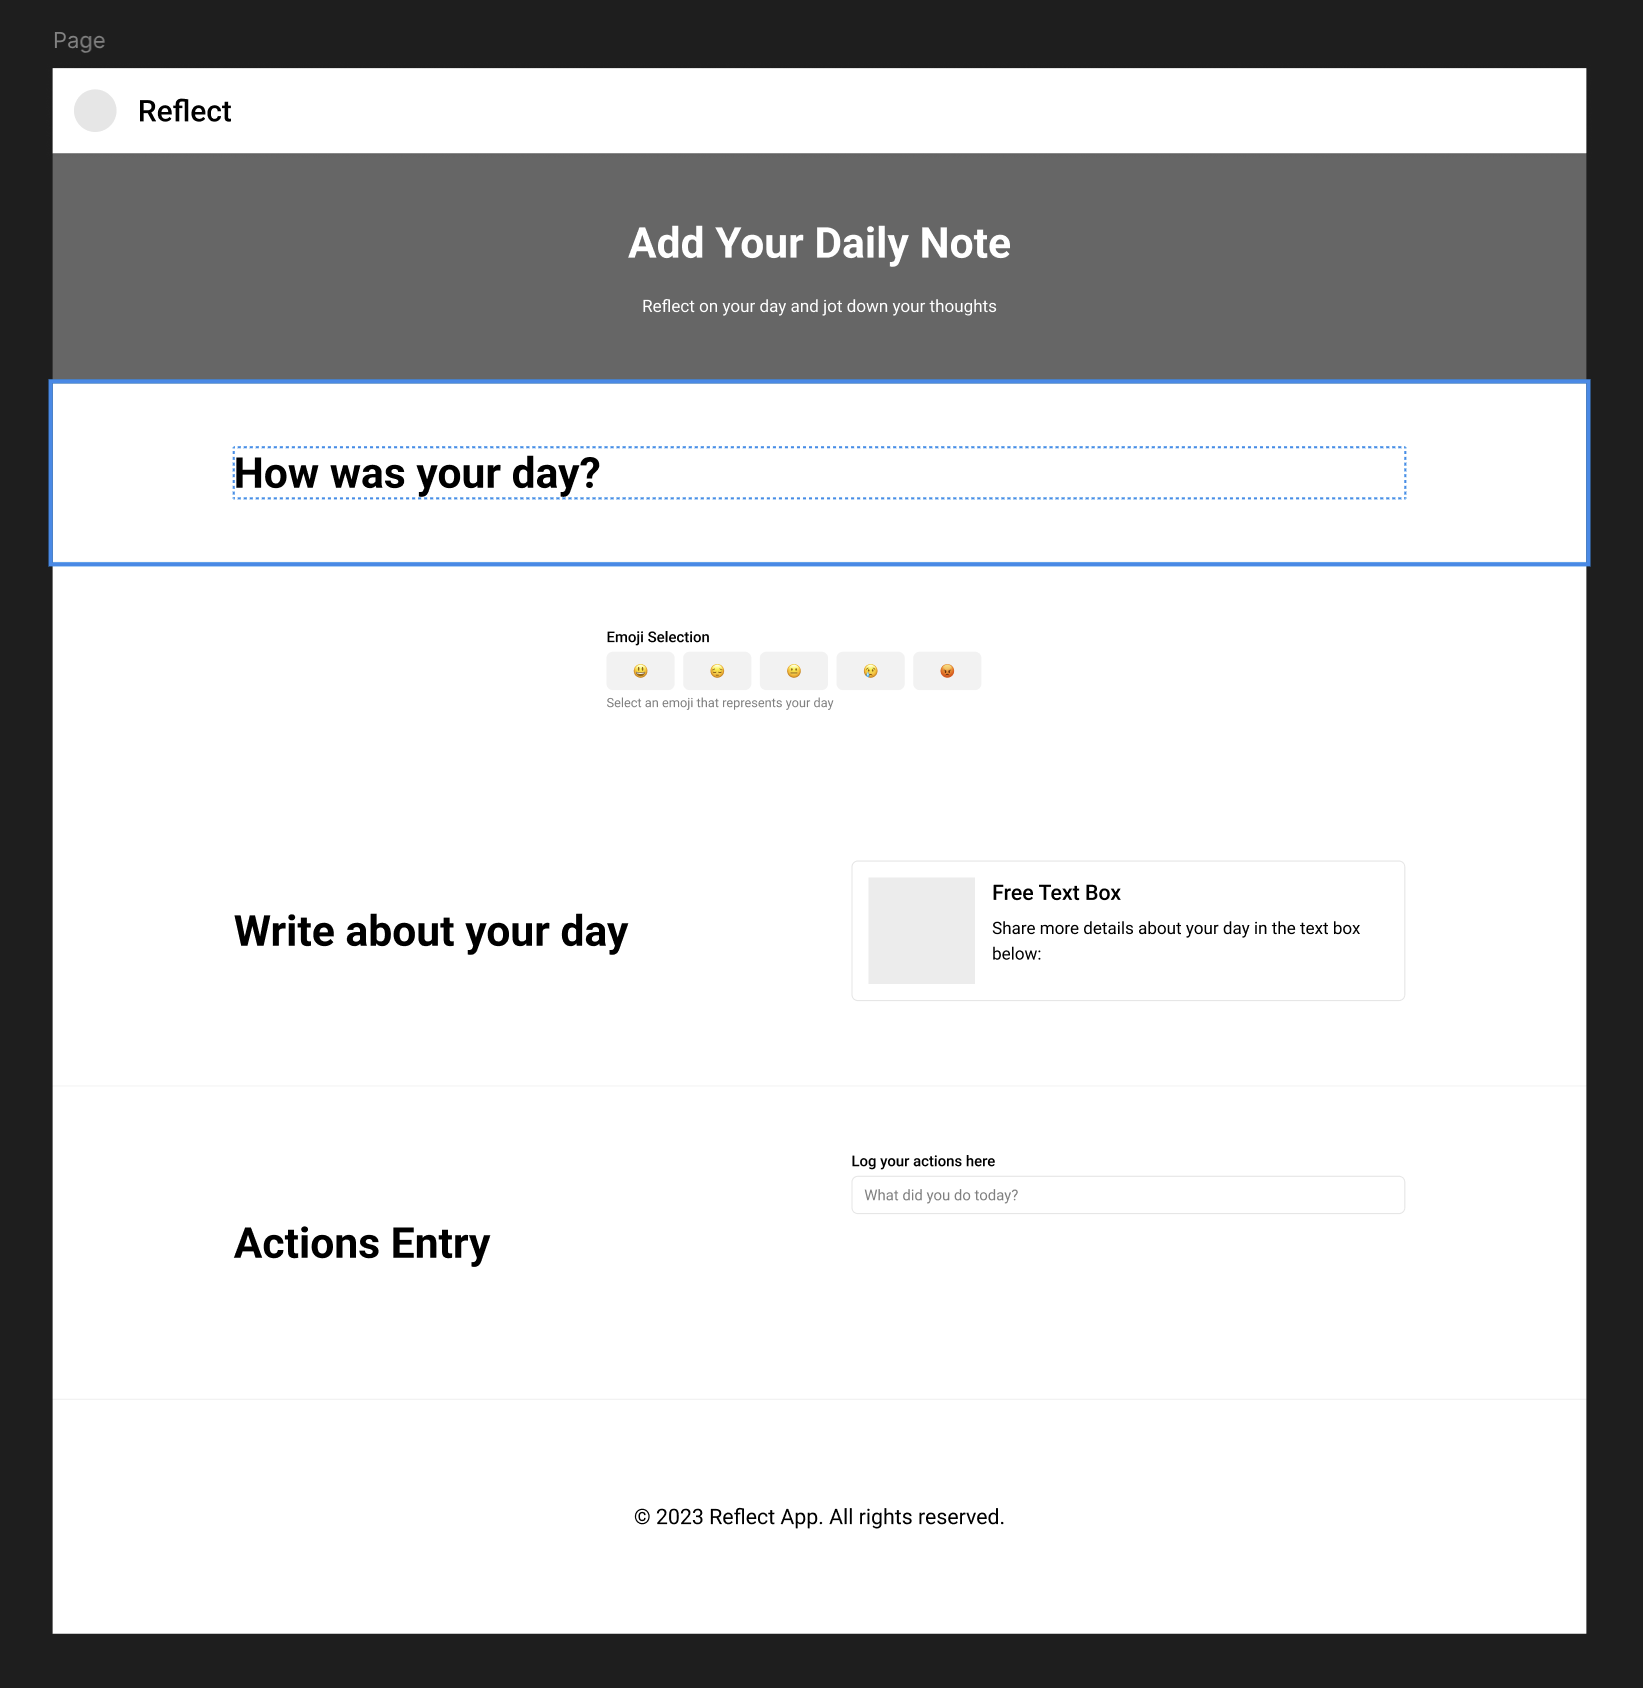 Page
Reflect
Add Your Daily Note
Reflect on your day and jot down your thoughts
How was your day?
Emoji Selection
Select an emoji that represents your day
Write about your day
Free Text Box
Share more details about your day in the text box
below:
Log your actions here
What did you do today?
Actions Entry
© 2023 Reflect App. All rights reserved.